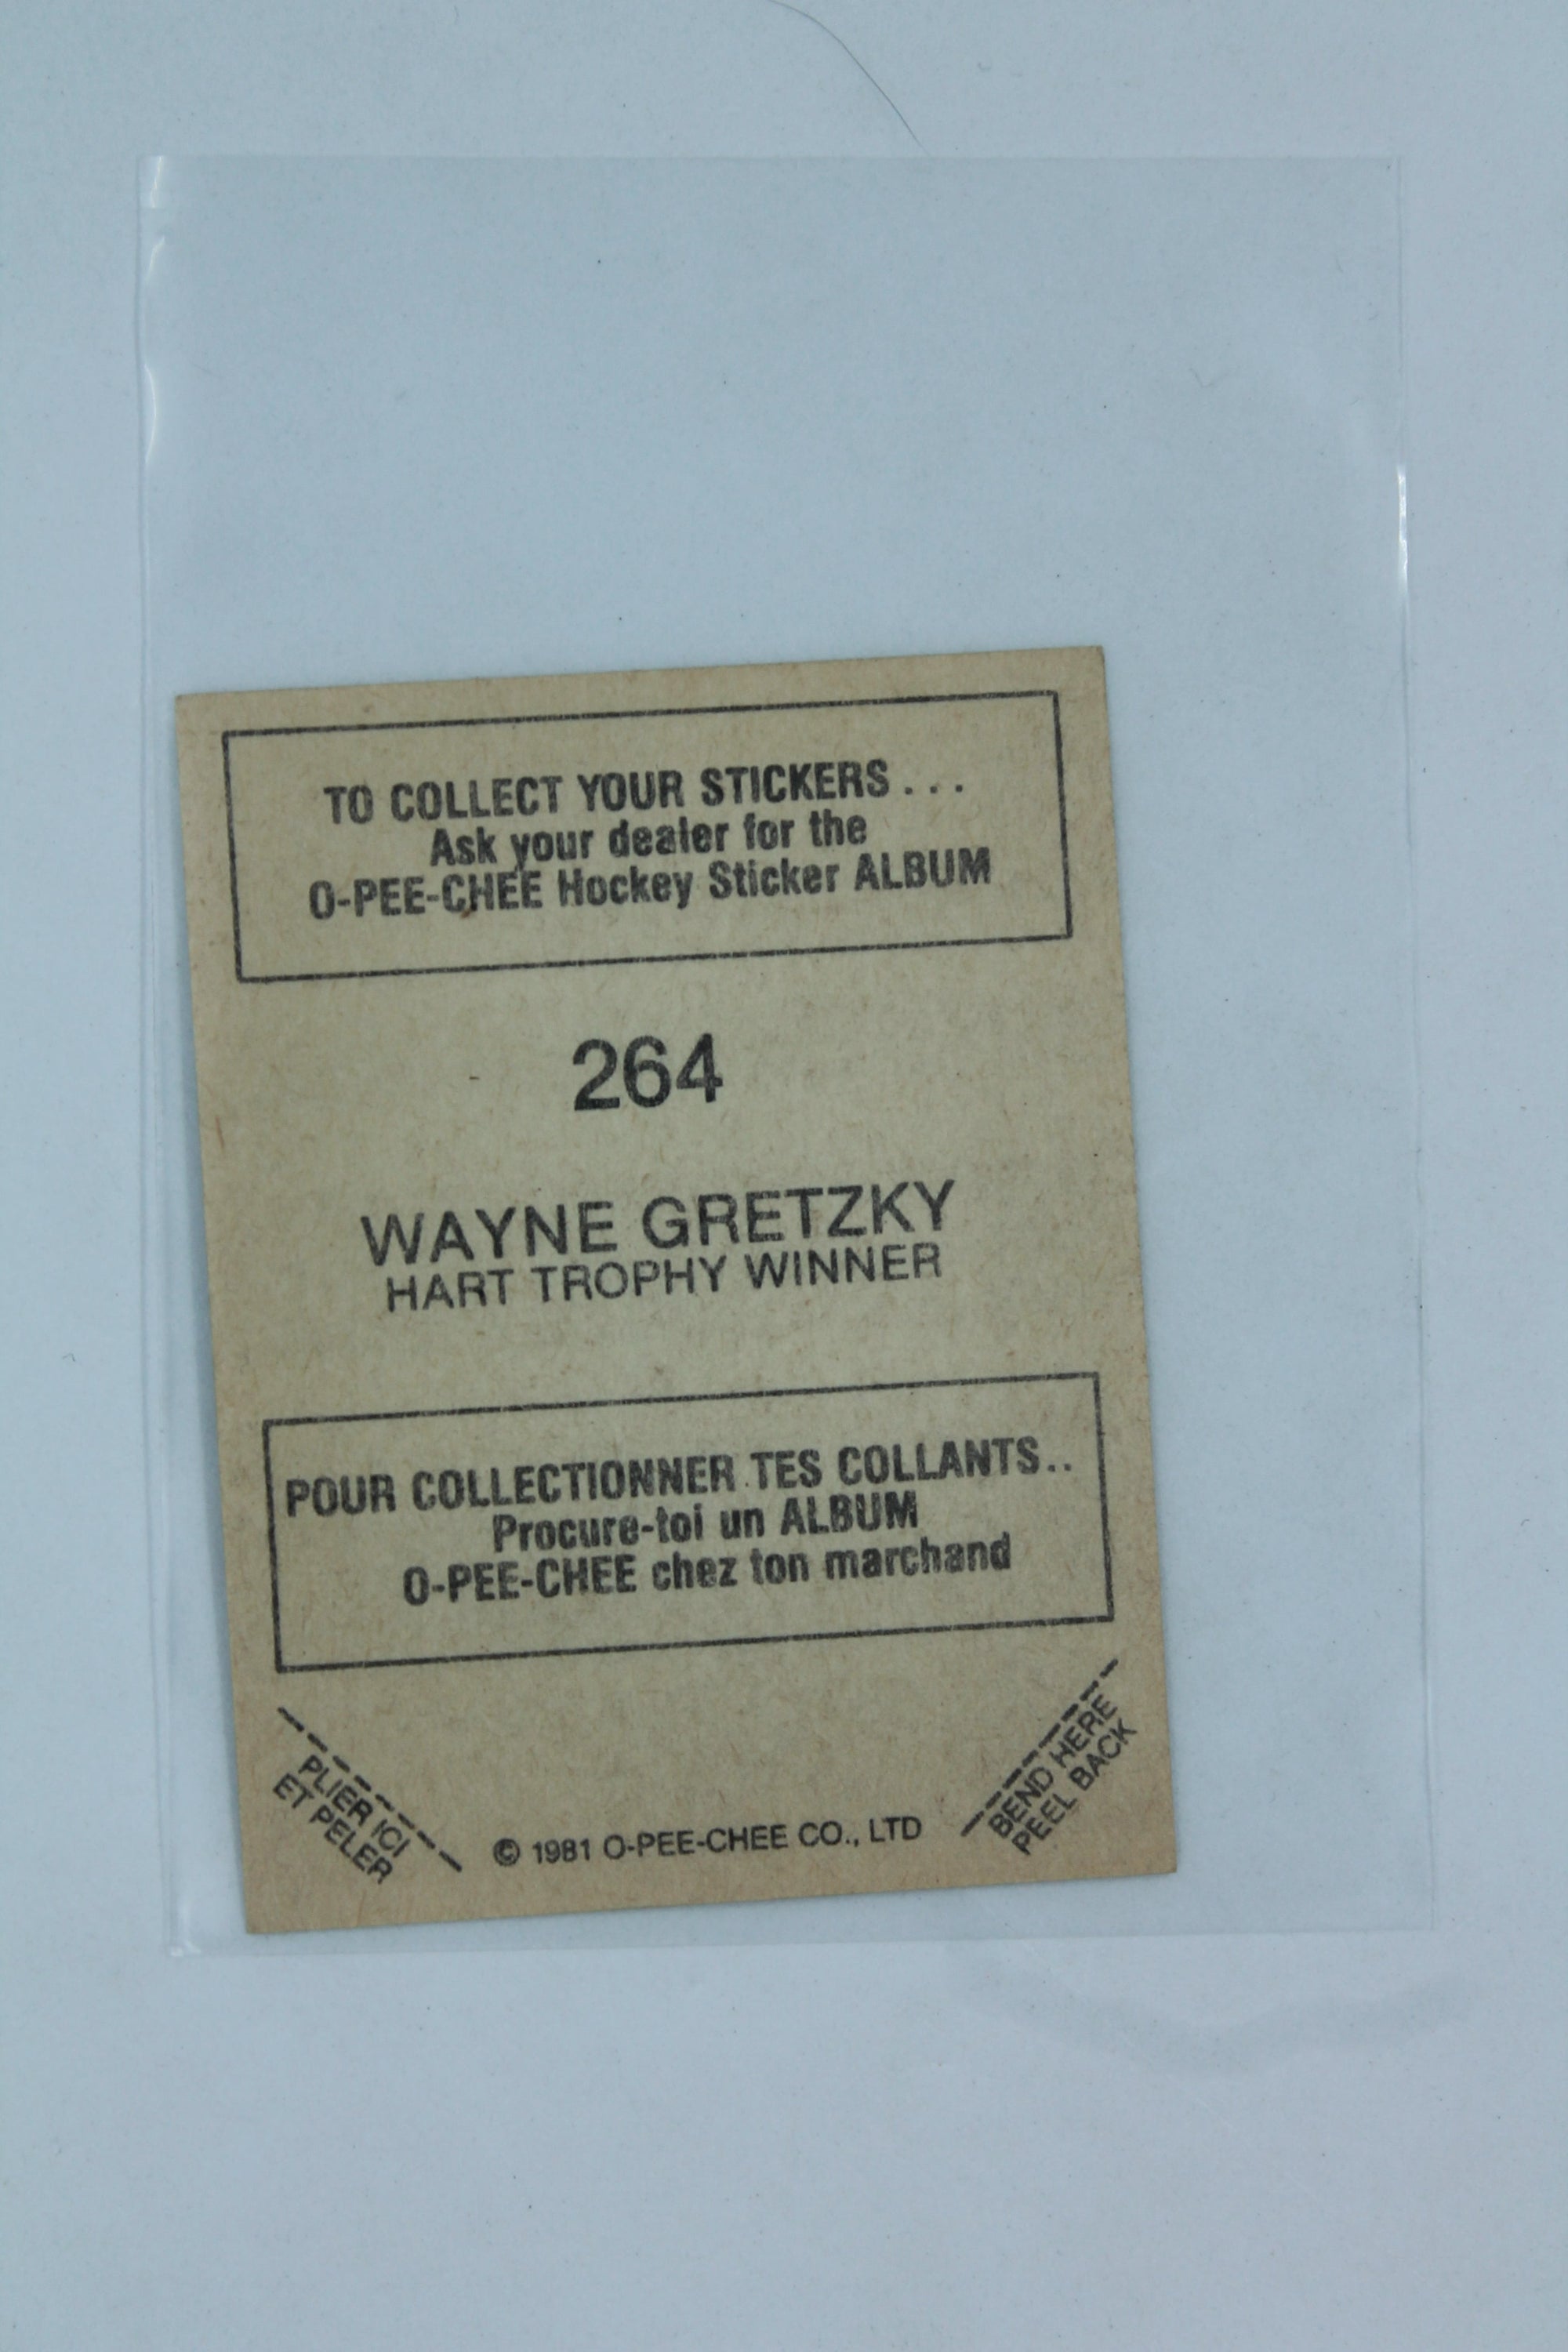 TO COLLECT YOUR STICKERS . . .
Ask your dealer for the
O-PEE-CHEE Hockey Sticker ALBUM
264
WAYNE GRETZKY
HART TROPHY WINNER
POUR COLLECTIONNER TES COLLANTS..
Procure-toi un ALBUM
O-PEE-CHEE chez ton marchand
PLIER ICI
ET PELER
© 1981 O-PEE-CHEE CO., LTD
BEND HERE
PEEL BACK